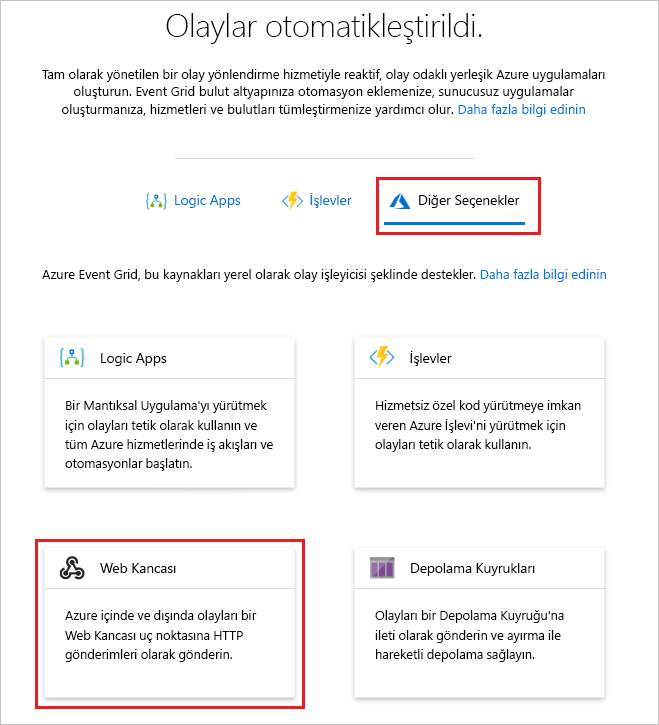 Olaylar otomatikleştirildi.
Tam olarak yönetilen bir olay yönlendirme hizmetiyle reaktif, olay odaklı yerleşik Azure uygulamaları
oluşturun. Event Grid bulut altyapınıza otomasyon eklemenize, sunucusuz uygulamalar
oluşturmanıza, hizmetleri ve bulutları tümleştirmenize yardımcı olur. Daha fazla bilgi edinin
Logic Apps İşlevler Diğer Seçenekler
Azure Event Grid, bu kaynakları yerel olarak olay işleyicisi şeklinde destekler. Daha fazla bilgi edinin
Logic Apps
Bir Mantıksal Uygulama'yı yürütmek
için olayları tetik olarak kullanın ve
tüm Azure hizmetlerinde iş akışları ve
otomasyonlar başlatın.
İşlevler
Hizmetsiz özel kod yürütmeye imkan
veren Azure İşlevi'ni yürütmek için
olayları tetik olarak kullanın.
Web Kancası
Azure içinde ve dışında olayları bir
Web Kancası uç noktasına HTTP
gönderimleri olarak gönderin.
Depolama Kuyrukları
Olayları bir Depolama Kuyruğu'na
ileti olarak gönderin ve ayırma ile
hareketli depolama sağlayın.